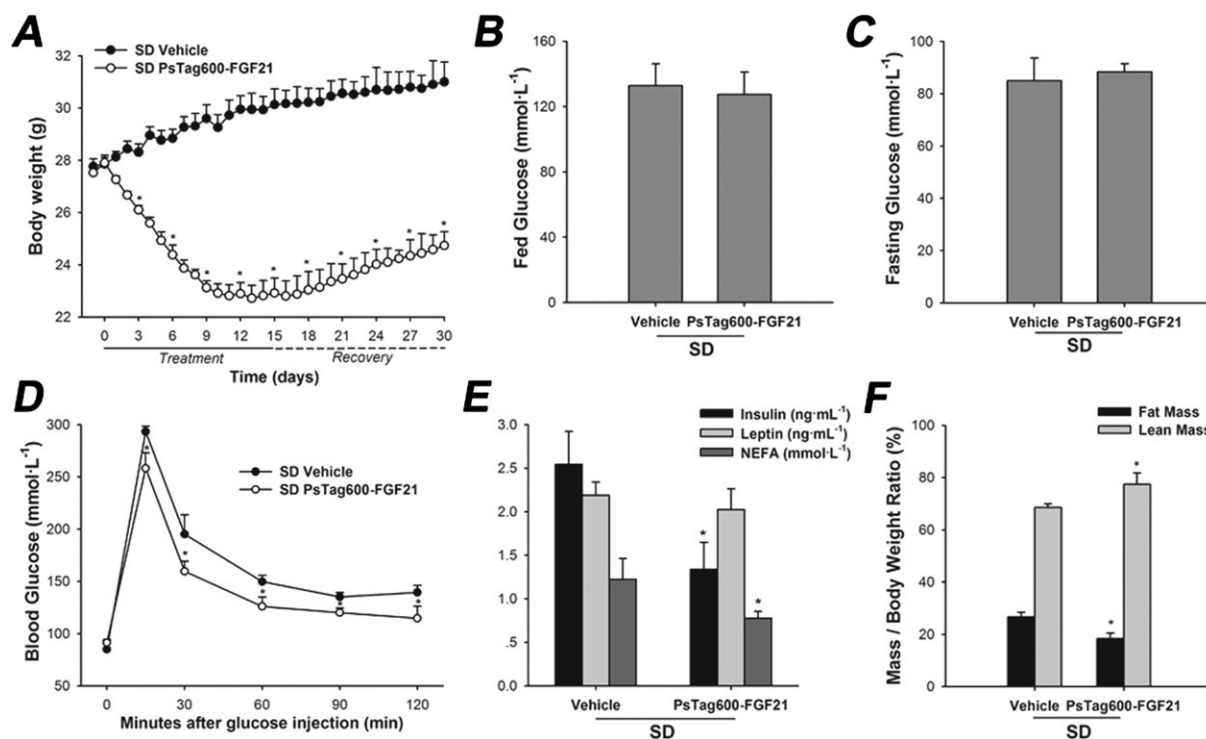 A
SD Vehicle
SD PsTag600-FGF21
32
30
28
26
24
22
Body weight (g)
* * * * * * * * * *
0 3 6 9 12 15 18 21 24 27 30
Treatment Recovery
Time (days)
B
160
120
80
40
0
Fed Glucose (mmol·L⁻¹)
Vehicle PsTag600-FGF21
SD
C
100
80
60
40
20
0
Fasting Glucose (mmol·L⁻¹)
Vehicle PsTag600-FGF21
SD
D
300
250
200
150
100
50
Blood Glucose (mmol·L⁻¹)
SD Vehicle
SD PsTag600-FGF21
* * * * *
0 30 60 90 120
Minutes after glucose injection (min)
E
3.0
2.5
2.0
1.5
1.0
.5
0.0
Insulin (ng·mL⁻¹)
Leptin (ng·mL⁻¹)
NEFA (mmol·L⁻¹)
* *
Vehicle PsTag600-FGF21
SD
F
100
80
60
40
20
0
Mass / Body Weight Ratio (%)
Fat Mass
Lean Mass
* *
Vehicle PsTag600-FGF21
SD